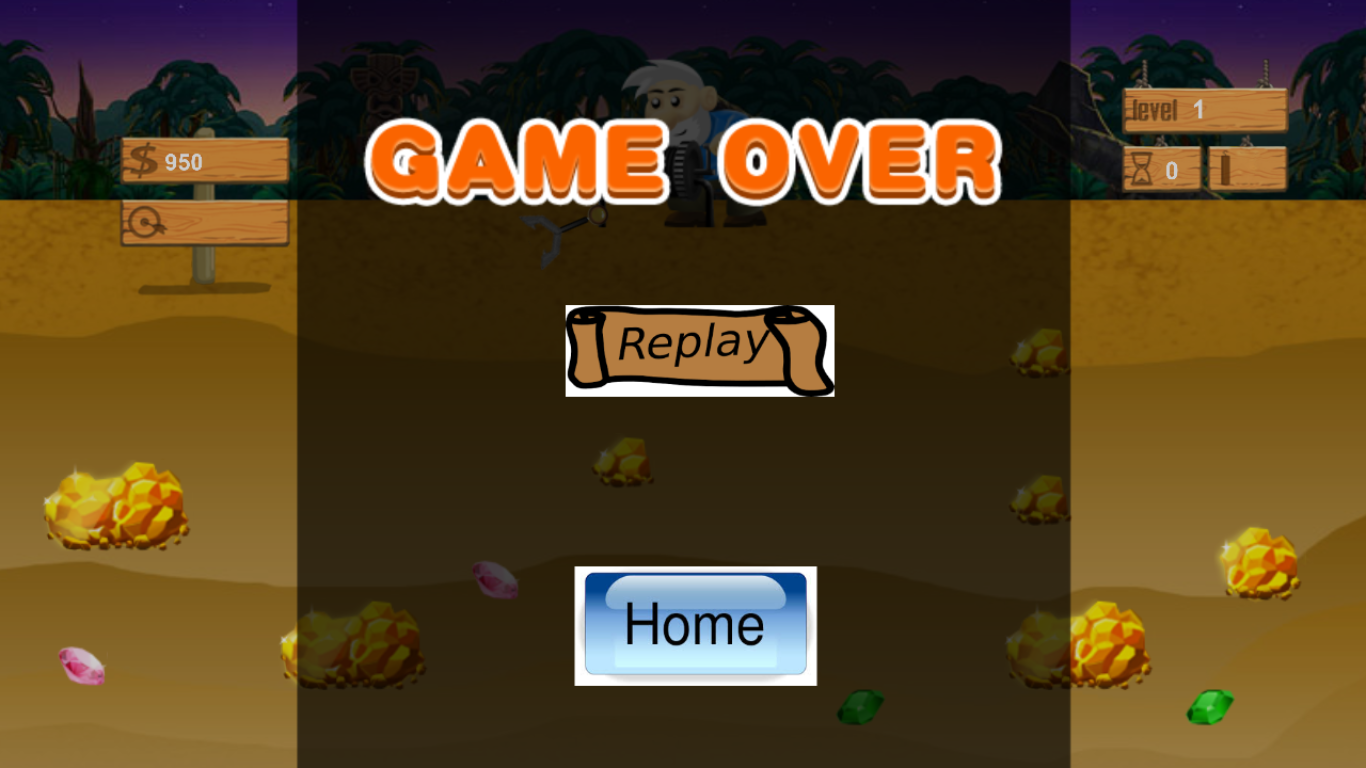 level 1
GAME OVER
$ 950
0
Replay
Home